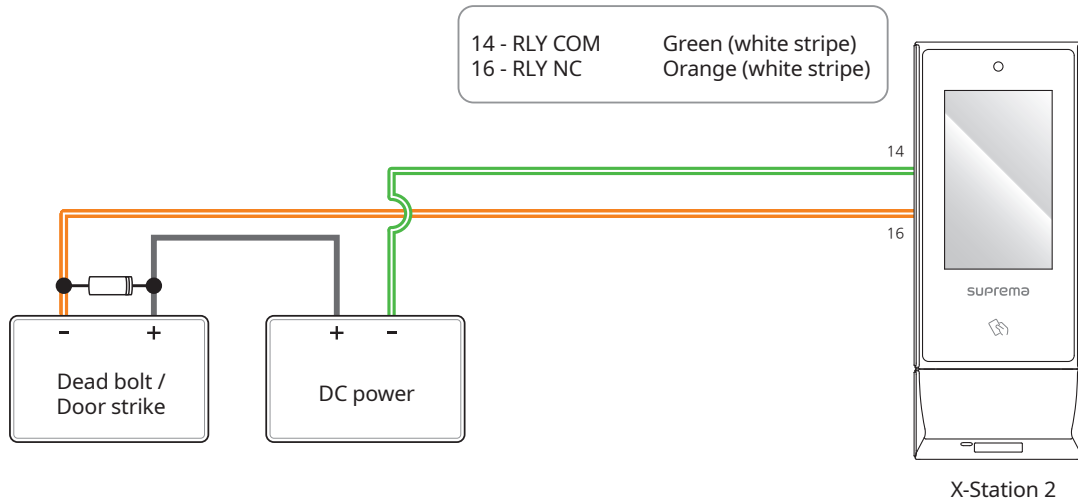 14 - RLY COM Green (white stripe)
16 - RLY NC Orange (white stripe)
14
16
suprema
- +
+ -
Dead bolt /
Door strike
DC power
X-Station 2